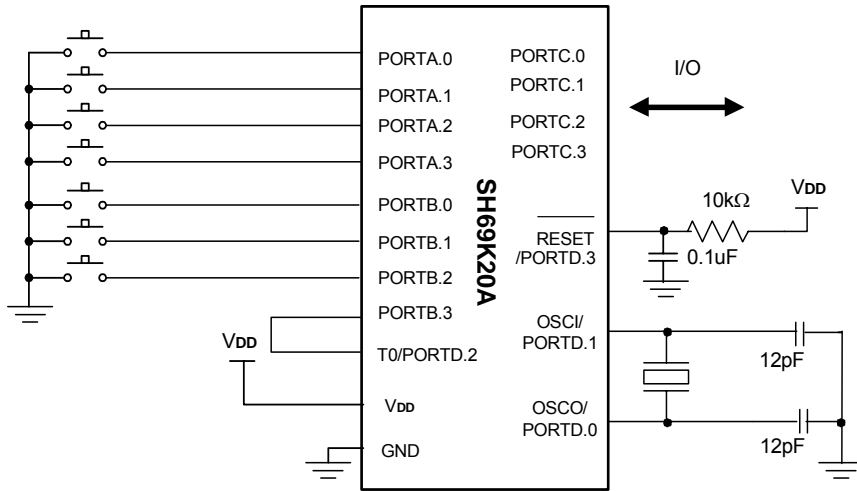 PORTA.0
PORTA.1
PORTA.2
PORTA.3
PORTB.0
PORTB.1
PORTB.2
PORTB.3
T0/PORTD.2
VDD
VDD
GND
SH69K20A
PORTC.0
PORTC.1
PORTC.2
PORTC.3
I/O
RESET
/PORTD.3
10kΩ
VDD
0.1uF
OSCI/
PORTD.1
12pF
OSCO/
PORTD.0
12pF